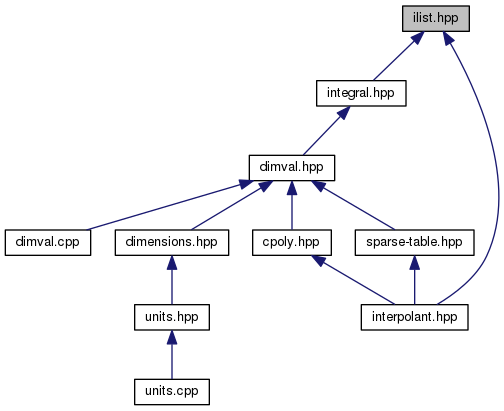 ilist.hpp
integral.hpp
dimval.hpp
dimval.cpp
dimensions.hpp
cpoly.hpp
sparse-table.hpp
units.hpp
interpolant.hpp
units.cpp